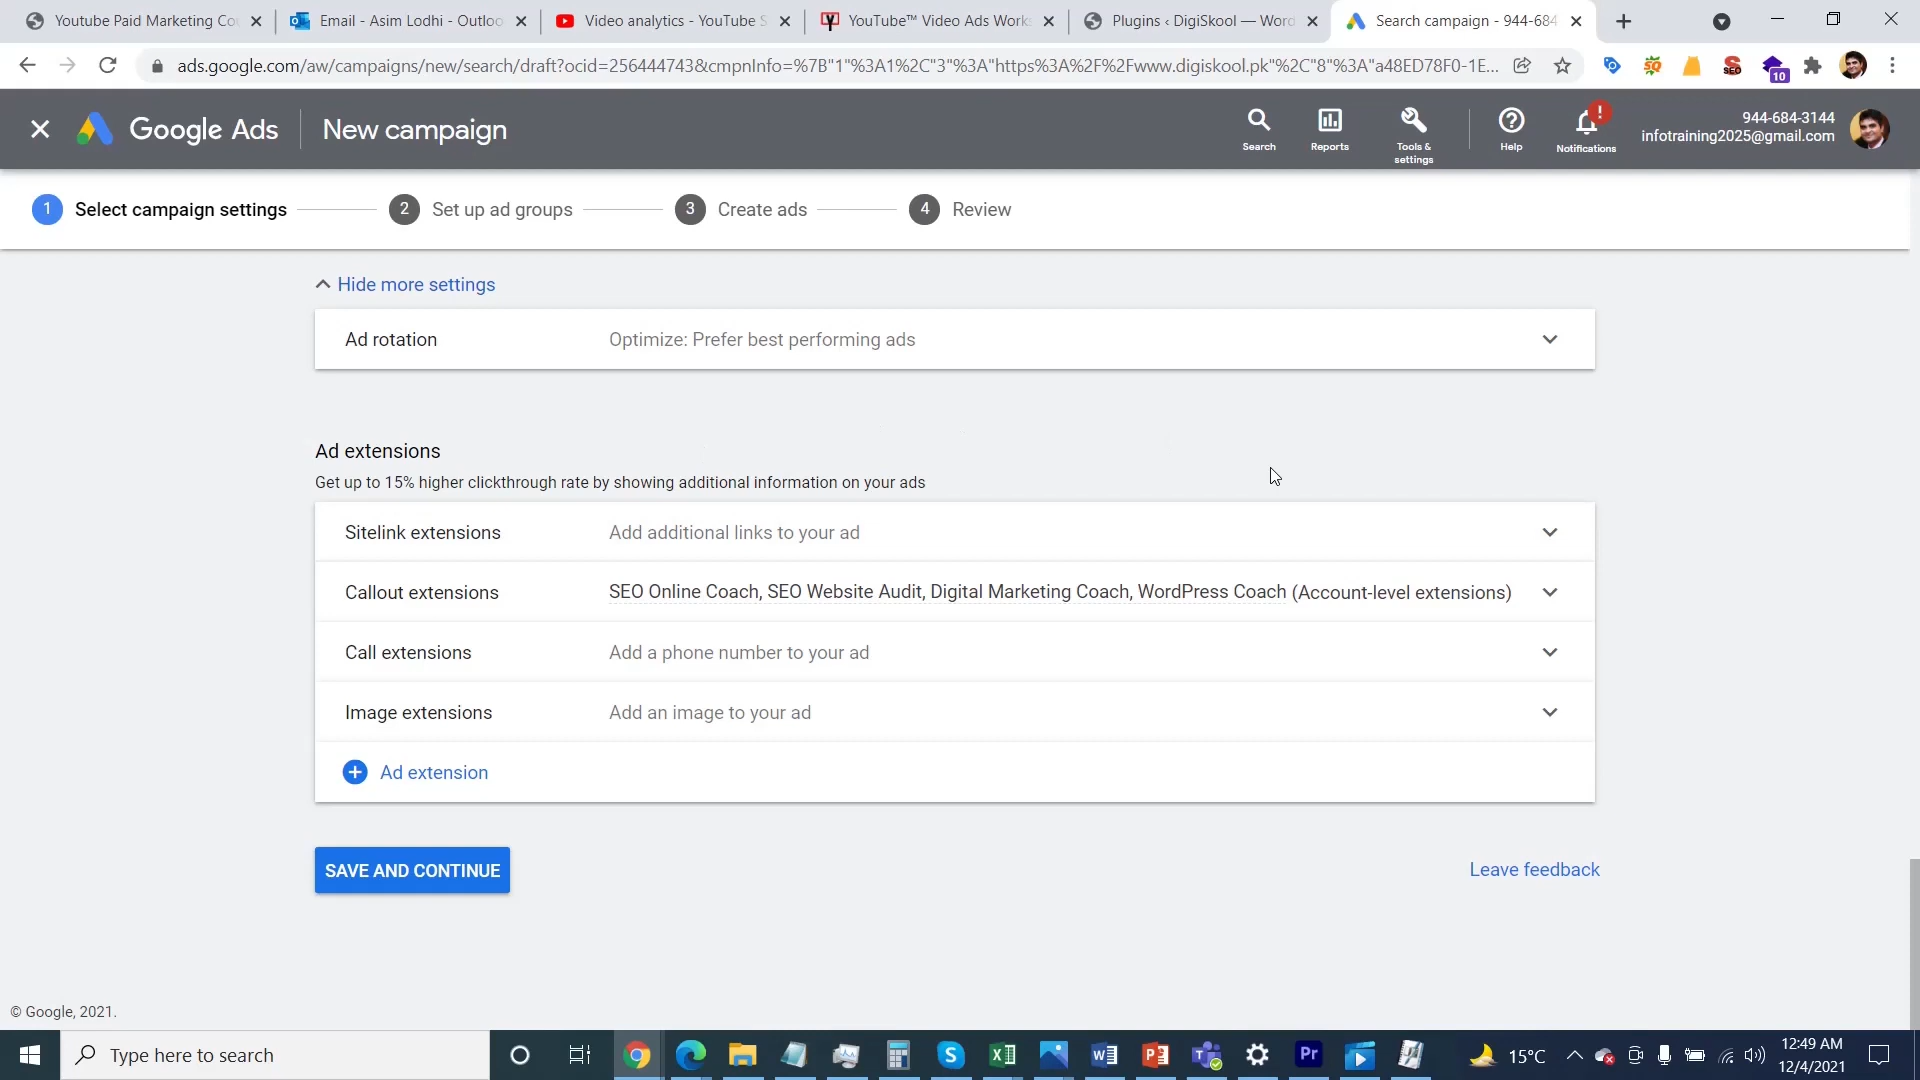 Youtube Paid Marketing Co
Email - Asim Lodhi - Outloo
Video analytics - YouTube S
YouTube™ Video Ads Works
Plugins ‹ DigiSkool — Word
Search campaign - 944-684
ads.google.com/aw/campaigns/new/search/draft?ocid=256444743&cmpnInfo=%7B"1"%3A1%2C"3"%3A"https%3A%2F%2Fwww.digiskool.pk"%2C"8"%3A"a48ED78F0-1E...
SQ
SEO
10
Google Ads
New campaign
Search
Reports
Tools & settings
Help
!
Notifications
944-684-3144
infotraining2025@gmail.com
1 Select campaign settings
2 Set up ad groups
3 Create ads
4 Review
Hide more settings
Ad rotation
Optimize: Prefer best performing ads
Ad extensions
Get up to 15% higher clickthrough rate by showing additional information on your ads
Sitelink extensions
Add additional links to your ad
Callout extensions
SEO Online Coach, SEO Website Audit, Digital Marketing Coach, WordPress Coach (Account-level extensions)
Call extensions
Add a phone number to your ad
Image extensions
Add an image to your ad
Ad extension
SAVE AND CONTINUE
Leave feedback
© Google, 2021.
Type here to search
Pr
15°C
12:49 AM
12/4/2021